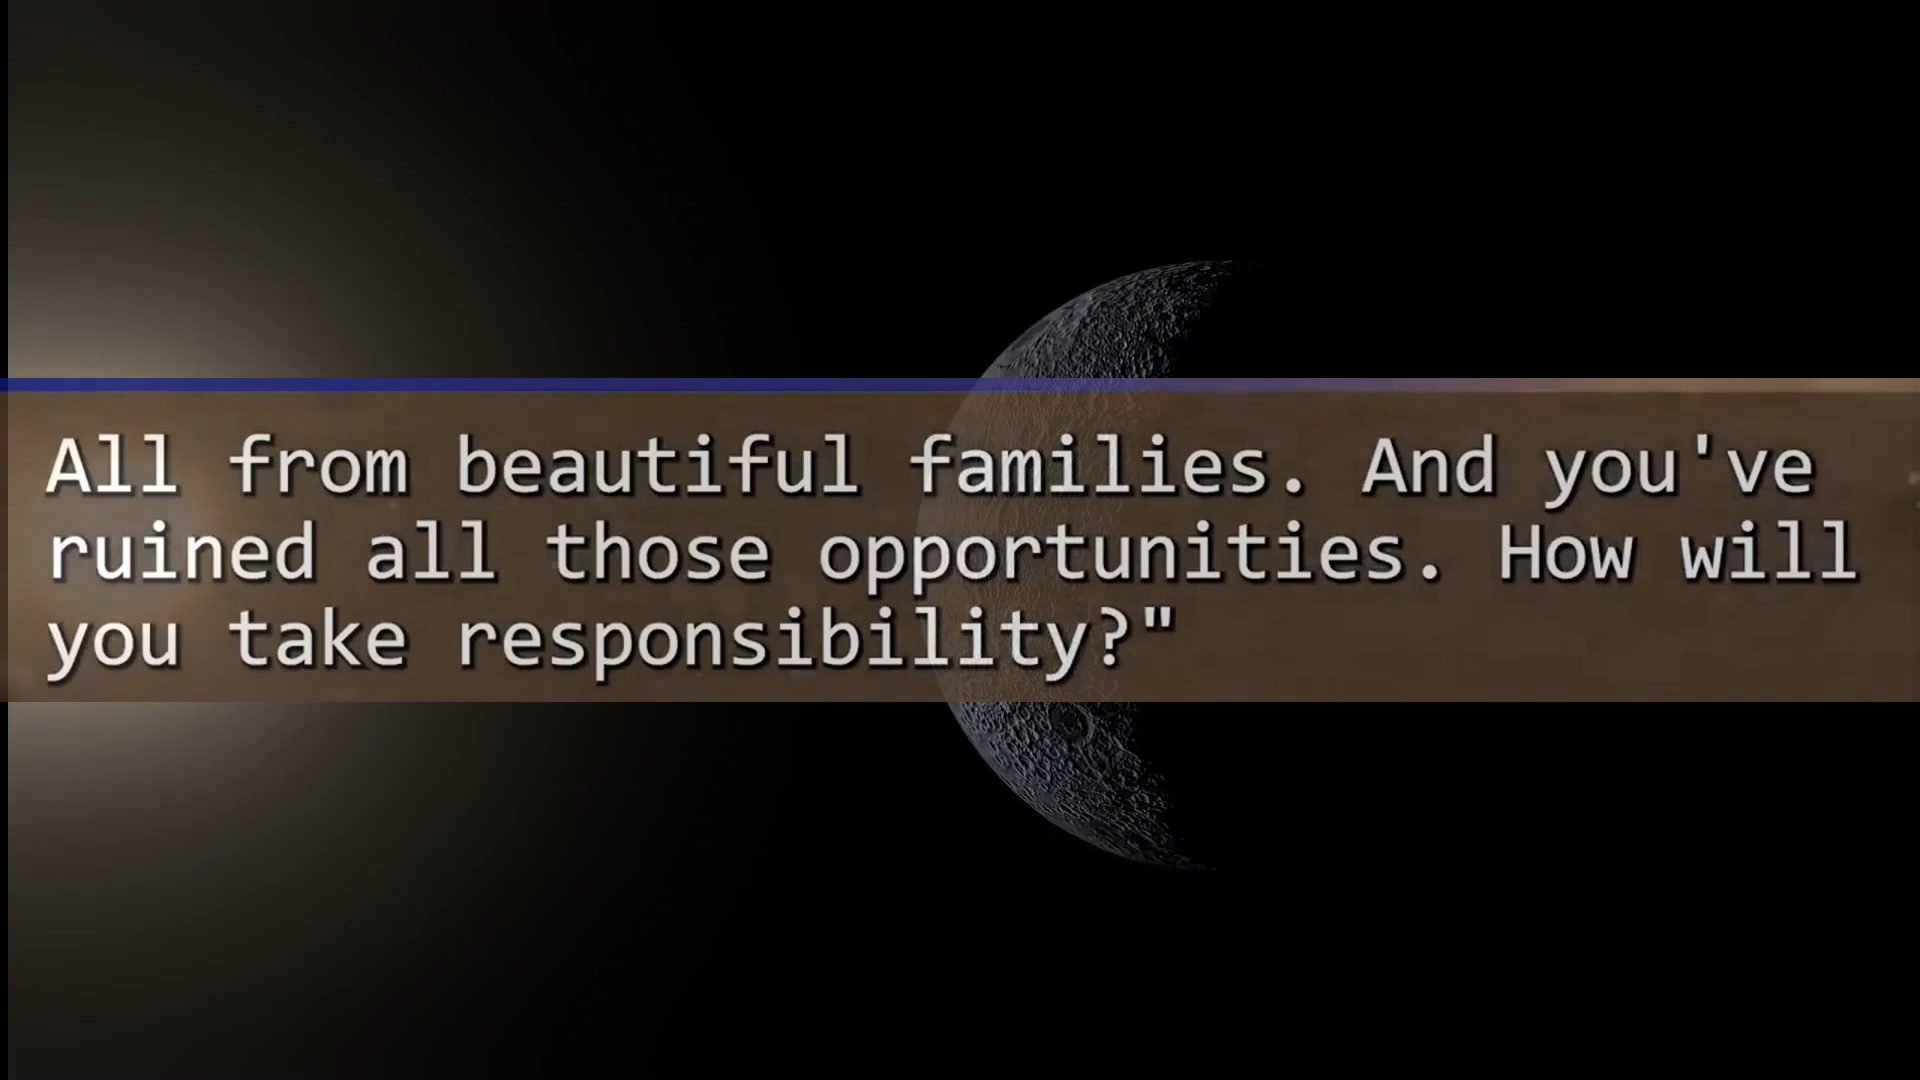 All from beautiful families. And you've
ruined all those opportunities. How will
you take responsibility?"